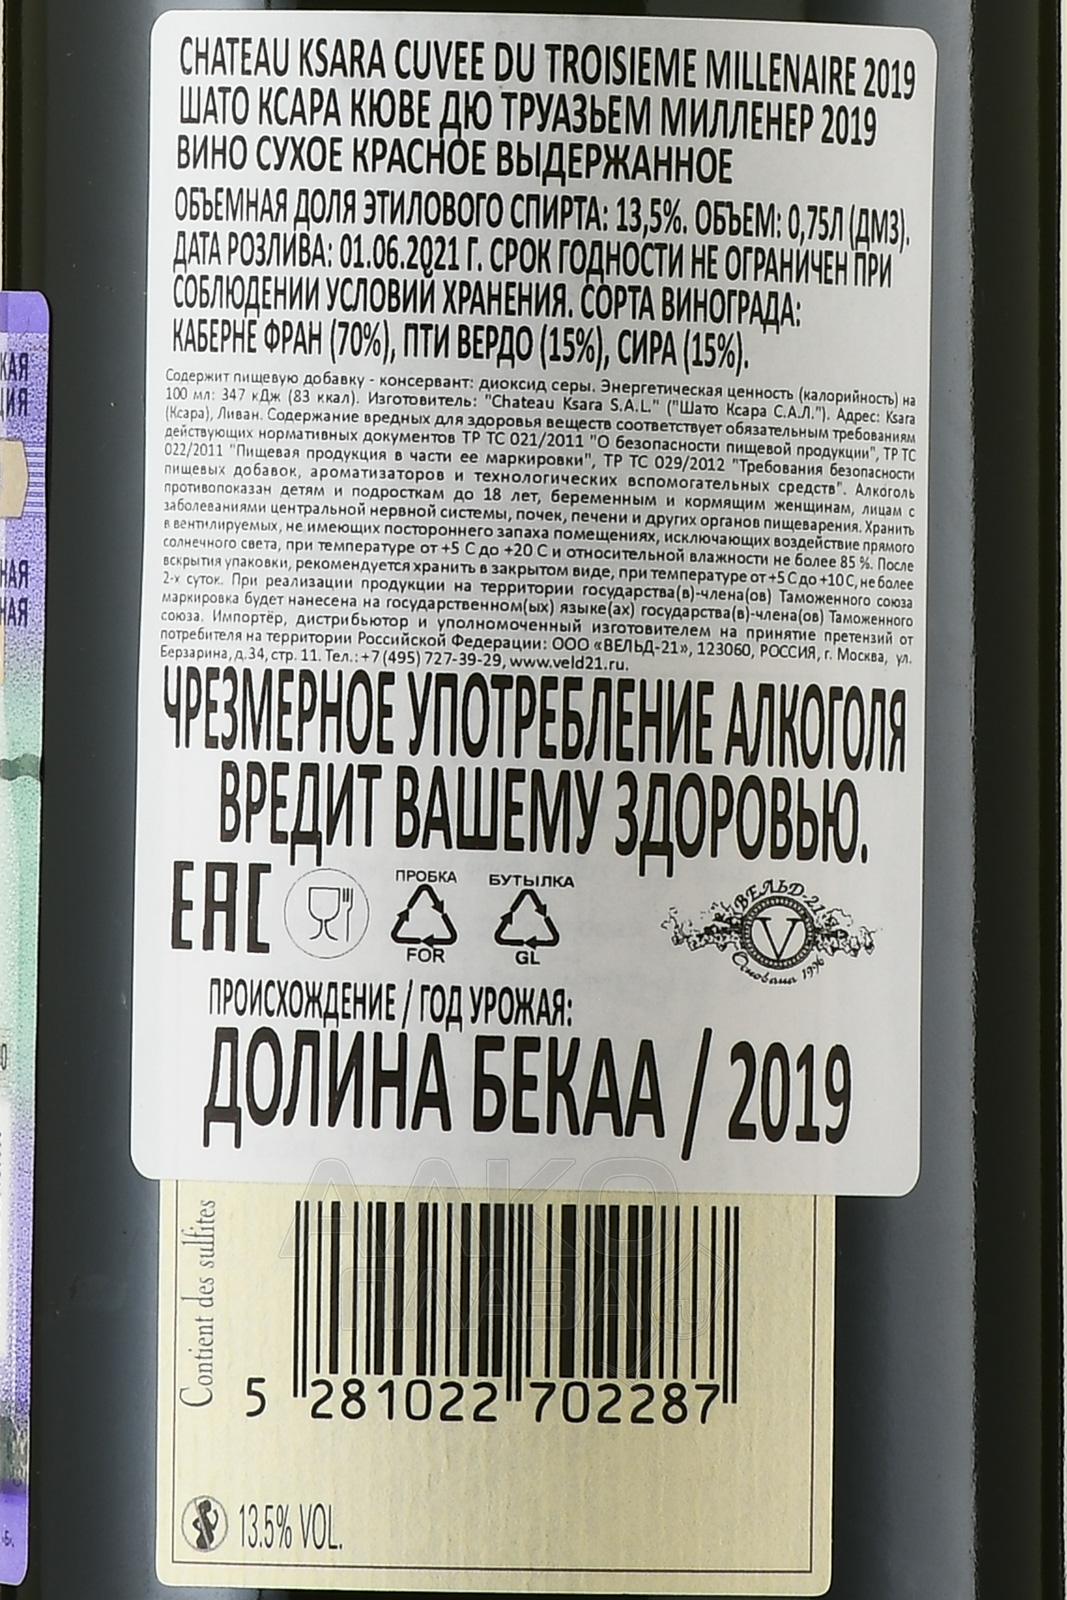 CHATEAU KSARA CUVEE DU TROISIEME MILLENAIRE 2019
ШАТО КСАРА КЮВЕ ДЮ ТРУАЗЬЕМ МИЛЛЕНЕР 2019
ВИНО СУХОЕ КРАСНОЕ ВЫДЕРЖАННОЕ
ОБЪЕМНАЯ ДОЛЯ ЭТИЛОВОГО СПИРТА: 13,5%. ОБЪЕМ: 0,75Л (ДМ3).
ДАТА РОЗЛИВА: 01.06.2021 Г. СРОК ГОДНОСТИ НЕ ОГРАНИЧЕН ПРИ
СОБЛЮДЕНИИ УСЛОВИЙ ХРАНЕНИЯ. СОРТА ВИНОГРАДА:
КАБЕРНЕ ФРАН (70%), ПТИ ВЕРДО (15%), СИРА (15%).
Содержит пищевую добавку - консервант: диоксид серы. Энергетическая ценность (калорийность) на
100 мл: 347 кДж (83 ккал). Изготовитель: "Chateau Ksara S.A.L." ("Шато Ксара С.А.Л."). Адрес: Ksara
(Ксара), Ливан. Содержание вредных для здоровья веществ соответствует обязательным требованиям
действующих нормативных документов ТР ТС 021/2011 "О безопасности пищевой продукции", ТР ТС
022/2011 "Пищевая продукция в части ее маркировки", ТР ТС 029/2012 "Требования безопасности
пищевых добавок, ароматизаторов и технологических вспомогательных средств". Алкоголь
противопоказан детям и подросткам до 18 лет, беременным и кормящим женщинам, лицам с
заболеваниями центральной нервной системы, почек, печени и других органов пищеварения. Хранить
в вентилируемых, не имеющих постороннего запаха помещениях, исключающих воздействие прямого
солнечного света, при температуре от +5 С до +20 С и относительной влажности не более 85 %. После
вскрытия упаковки, рекомендуется хранить в закрытом виде, при температуре от +5 С до +10 С, не более
2-х суток. При реализации продукции на территории государства(в)-члена(ов) Таможенного союза
маркировка будет нанесена на государственном(ых) языке(ах) государства(в)-члена(ов) Таможенного
союза. Импортёр, дистрибьютор и уполномоченный изготовителем на принятие претензий от
потребителя на территории Российской Федерации: ООО «ВЕЛЬД-21», 123060, РОССИЯ, г. Москва, ул.
Берзарина, д.34, стр. 11. Тел.: +7 (495) 727-39-29, www.veld21.ru.
ЧРЕЗМЕРНОЕ УПОТРЕБЛЕНИЕ АЛКОГОЛЯ
ВРЕДИТ ВАШЕМУ ЗДОРОВЬЮ.
EAC
ПРОБКА
FOR
БУТЫЛКА
GL
ВЕЛЬД-21
V
Основана 1996
ПРОИСХОЖДЕНИЕ / ГОД УРОЖАЯ:
ДОЛИНА БЕКАА / 2019
Contient des sulfites
5 281022 702287
13.5% VOL.